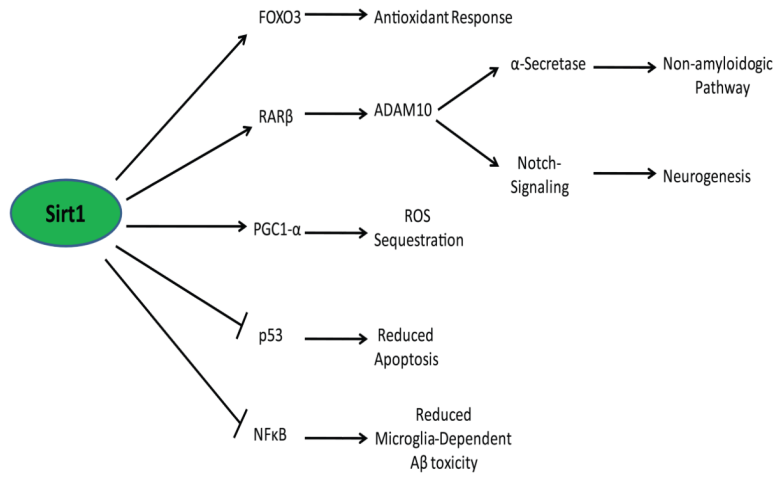 FOXO3
Antioxidant Response
α-Secretase
Non-amyloidogic
Pathway
RARβ
ADAM10
Notch-
Signaling
Neurogenesis
Sirt1
PGC1-α
ROS
Sequestration
p53
Reduced
Apoptosis
NFκB
Reduced
Microglia-Dependent
Aβ toxicity